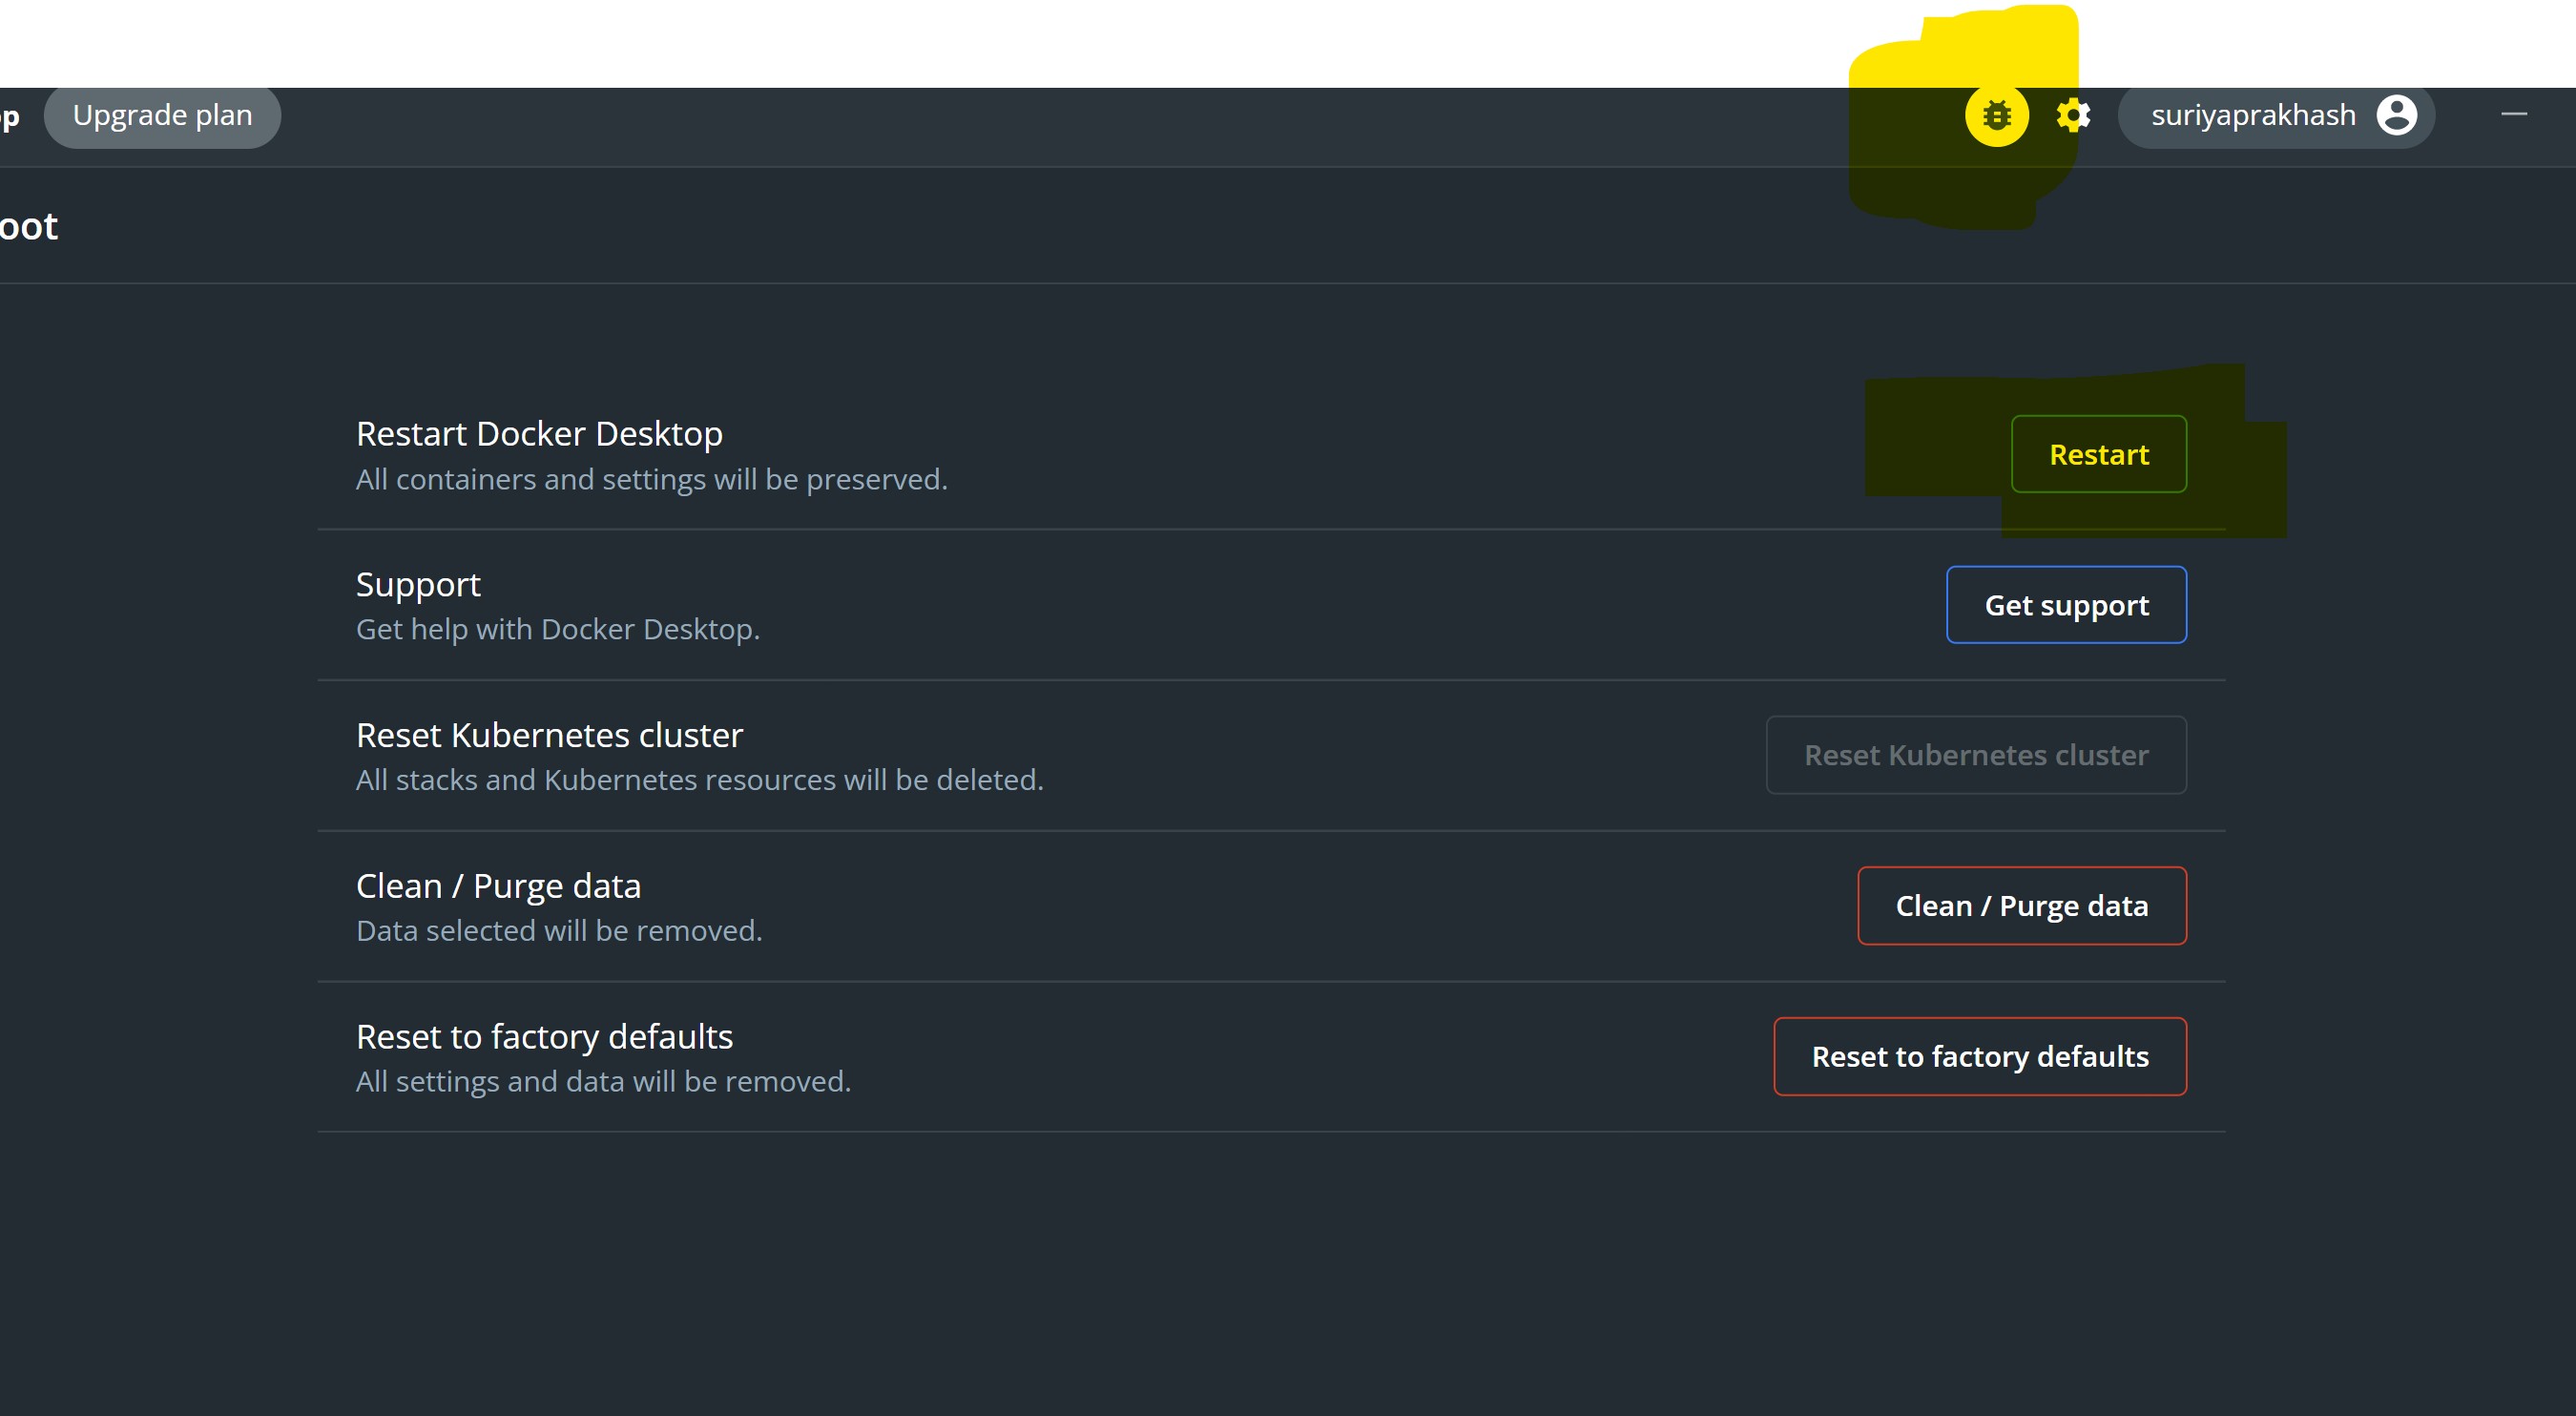 op Upgrade plan suriyaprakhash
oot
Restart Docker Desktop
All containers and settings will be preserved.
Restart
Support
Get help with Docker Desktop.
Get support
Reset Kubernetes cluster
All stacks and Kubernetes resources will be deleted.
Reset Kubernetes cluster
Clean / Purge data
Data selected will be removed.
Clean / Purge data
Reset to factory defaults
All settings and data will be removed.
Reset to factory defaults